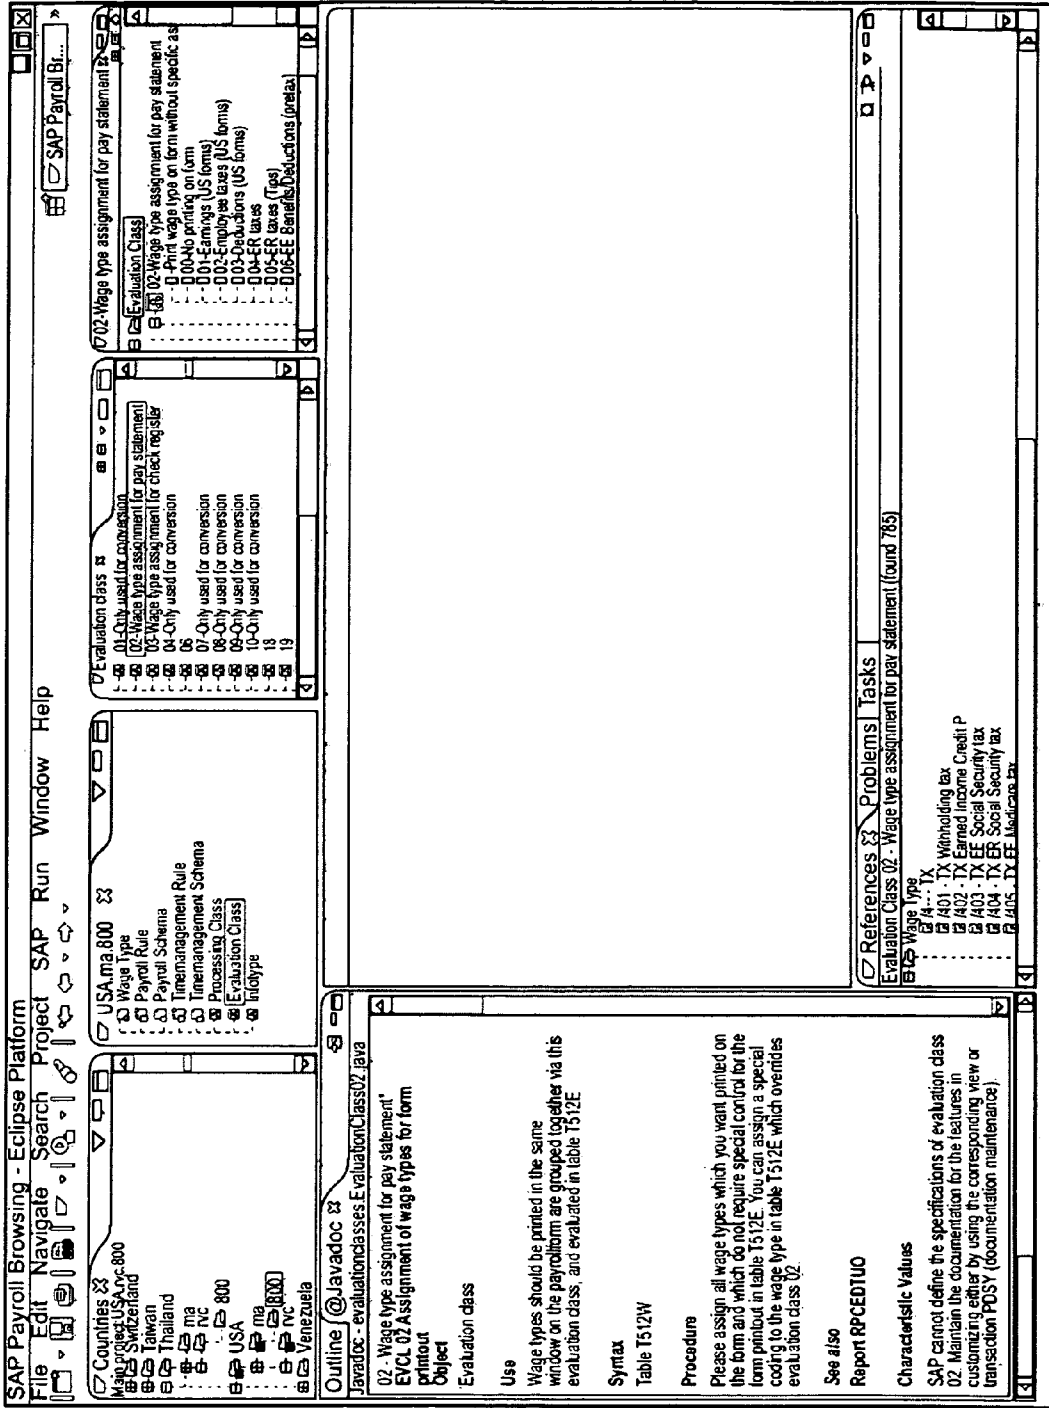 SAP Payroll Browsing - Eclipse Platform
File Edit Navigate Search Project SAP Run Window Help
SAP Payroll Br...
Countries
Main project USA.rvc.800
Switzerland
Taiwan
Thailand
ma
rvc
800
USA
ma
800
rvc
Venezuela
USA.ma.800
Wage Type
Payroll Rule
Payroll Schema
Timemanagement Rule
Timemanagement Schema
Processing Class
Evaluation Class
Infotype
Evaluation class
01-Only used for conversion
02-Wage type assignment for pay statement
03-Wage type assignment for check register
04-Only used for conversion
06
07-Only used for conversion
08-Only used for conversion
09-Only used for conversion
10-Only used for conversion
18
19
02-Wage type assignment for pay statement
Evaluation Class
02-Wage type assignment for pay statement
-Print wage type on form without specific as
00-No printing on form
01-Earnings (US forms)
02-Employee taxes (US forms)
03-Deductions (US forms)
04-ER taxes
05-ER taxes (Tips)
06-EE Benefits/Deductions (pretax)
Outline @Javadoc
Javadoc - evaluationclasses.EvaluationClass02.java
02 - Wage type assignment for pay statement"
EVCL 02 Assignment of wage types for form
printout
Object
Evaluation class
Use
Wage types should be printed in the same
window on the payrollform are grouped together via this
evaluation class, and evaluated in table T512E
Syntax
Table T512W
Procedure
Please assign all wage types which you want printed on
the form and which do not require special control for the
form printout in table T512E. You can assign a special
coding to the wage type in table T512E which overrides
evaluation class 02.
See also
Report RPCEDTUO
Characteristic Values
SAP cannot define the specifications of evaluation class
02. Maintain the documentation for the features in
customizing either by using the corresponding view or
transaction PDSY (documentation maintenance).
References Problems Tasks
Evaluation Class 02 - Wage type assignment for pay statement (found 785)
Wage Type
/4--- - TX
/401 - TX Withholding tax
/402 - TX Earned Income Credit P
/403 - TX EE Social Security tax
/404 - TX ER Social Security tax
/405 - TX EE Medicare tax